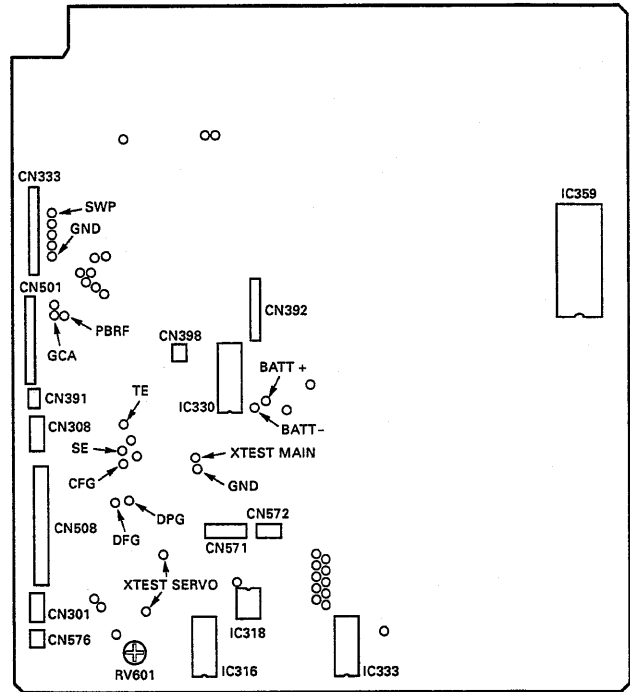 CN333
IC359
SWP
GND
CN501
CN392
PBRF
CN398
GCA
BATT +
TE
CN391
IC330
CN308
BATT-
SE
XTEST MAIN
CFG
GND
CN572
DPG
CN508
DFG
CN571
XTEST SERVO
CN301
IC318
CN576
RV601
IC316
IC333